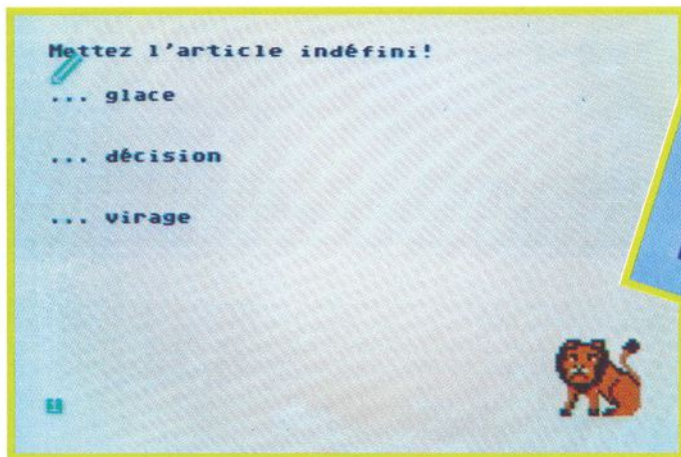 Mettez l'article indéfini!
... glace
... décision
... virage